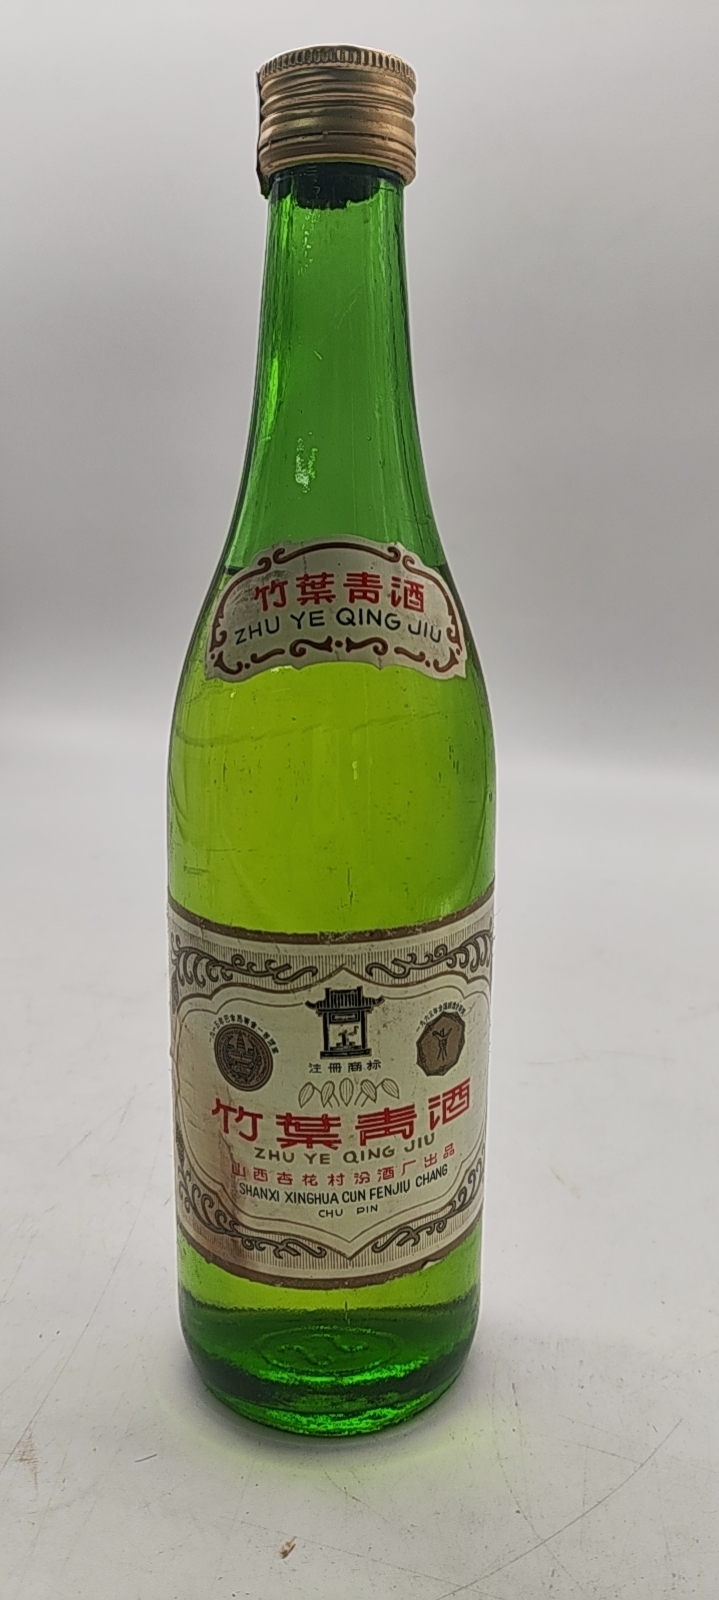 竹葉青酒
ZHU YE QING JIU
注冊商标
竹葉青酒
ZHU YE QING JIU
山西杏花村汾酒厂出品
SHANXI XINGHUA CUN FENJIU CHANG
CHU PIN